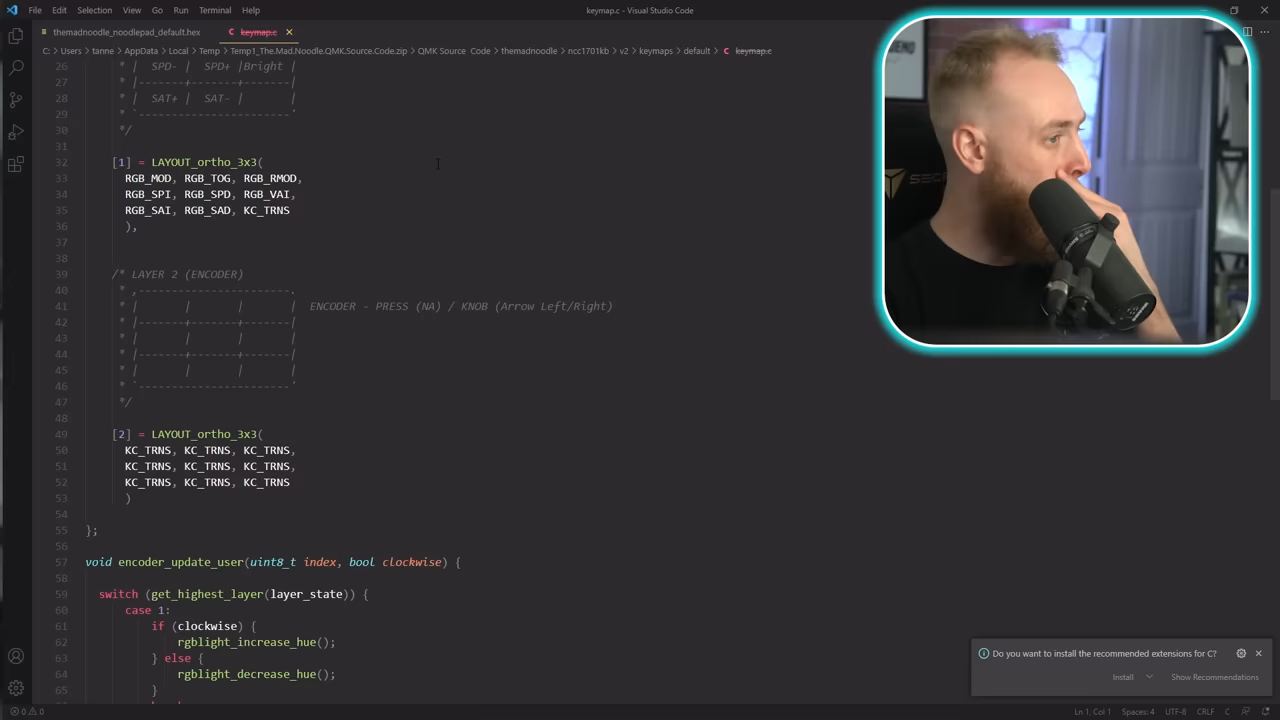 File Edit Selection View Go Run Terminal Help
keymap.c - Visual Studio Code
themadnoodle_noodlepad_default.hex
keymap.c
C: > Users > tanne > AppData > Local > Temp > Temp1_The.Mad.Noodle.QMK.Source.Code.zip > QMK Source Code > themadnoodle > ncc1701kb > v2 > keymaps > default > keymap.c
26 * | SPD- | SPD+ |Bright |
27 * |-------+-------+-------|
28 * | SAT+ | SAT- | |
29 * `-----------------------'
30 */
31
32 [1] = LAYOUT_ortho_3x3(
33 RGB_MOD, RGB_TOG, RGB_RMOD,
34 RGB_SPI, RGB_SPD, RGB_VAI,
35 RGB_SAI, RGB_SAD, KC_TRNS
36 ),
37
38
39 /* LAYER 2 (ENCODER)
40 * ,-----------------------.
41 * | | | | ENCODER - PRESS (NA) / KNOB (Arrow Left/Right)
42 * |-------+-------+-------|
43 * | | | |
44 * |-------+-------+-------|
45 * | | | |
46 * `-----------------------'
47 */
48
49 [2] = LAYOUT_ortho_3x3(
50 KC_TRNS, KC_TRNS, KC_TRNS,
51 KC_TRNS, KC_TRNS, KC_TRNS,
52 KC_TRNS, KC_TRNS, KC_TRNS
53 )
54
55 };
56
57 void encoder_update_user(uint8_t index, bool clockwise) {
58
59 switch (get_highest_layer(layer_state)) {
60 case 1:
61 if (clockwise) {
62 rgblight_increase_hue();
63 } else {
64 rgblight_decrease_hue();
65 }
Do you want to install the recommended extensions for C?
Install
Show Recommendations
0 0
Ln 1, Col 1
Spaces: 4
UTF-8
CRLF
C